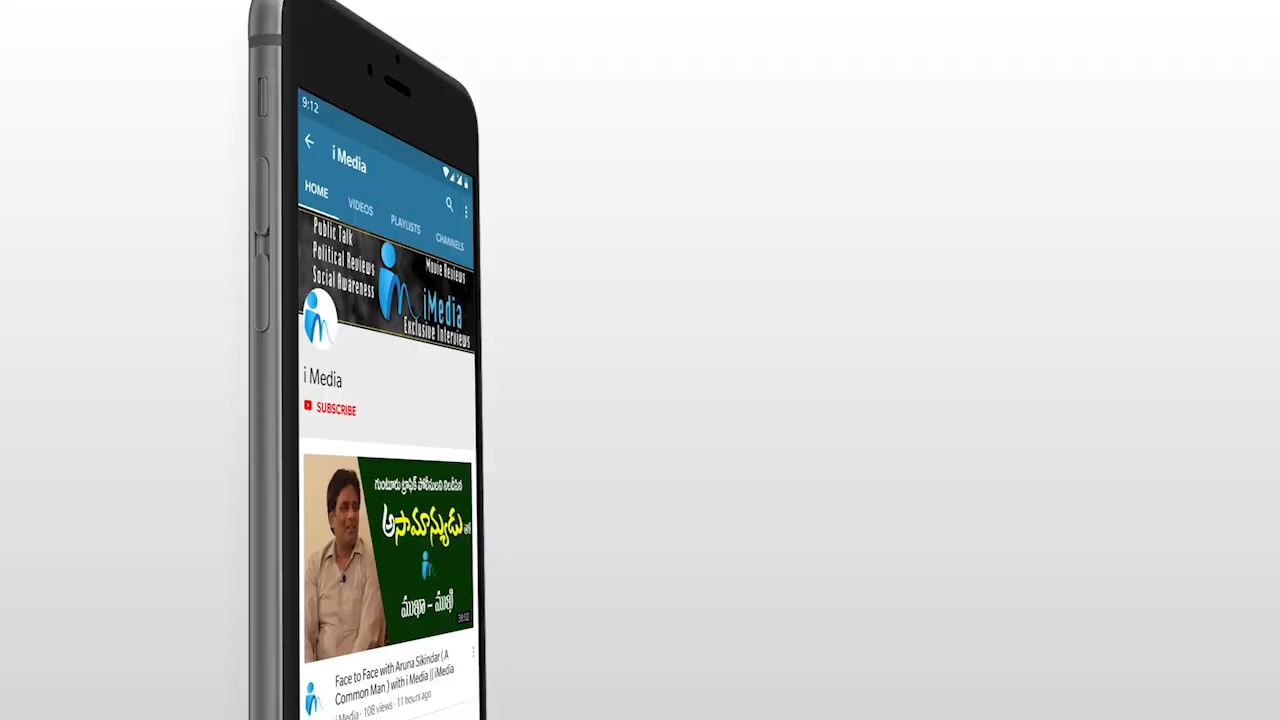 9:12
i Media
HOME
VIDEOS
PLAYLISTS
CHANNELS
Public Talk
Political Reviews
Social Awareness
Movie Reviews
iMedia
Exclusive Interviews
i Media
SUBSCRIBE
గుంటూరు ట్రాఫిక్ పోలీసులని నిలదీసిన
అసామాన్యుడు తో
ముఖా - ముఖి
38:02
Face to Face with Aruna Sikindar ( A
Common Man ) with i Media || iMedia
i Media · 108 views · 11 hours ago